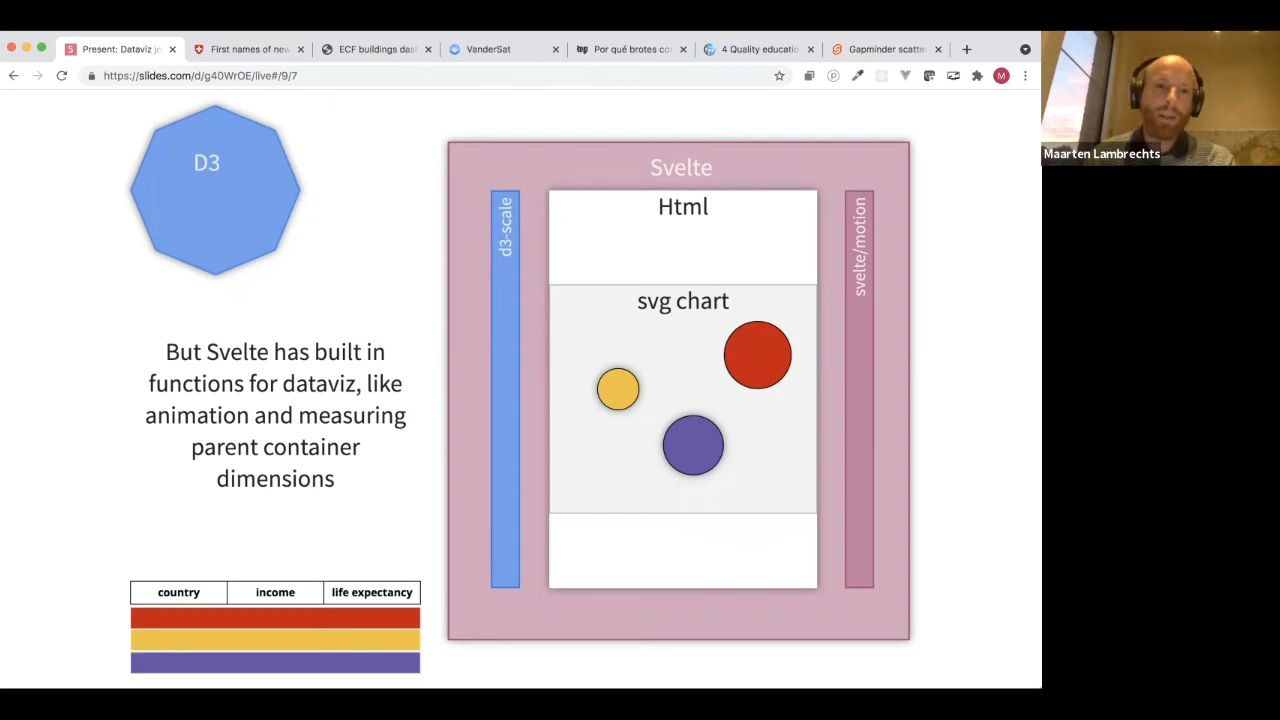 Present: Dataviz jo
First names of new
ECF buildings das
VanderSat
Por qué brotes co
4 Quality educatio
Gapminder scatte
https://slides.com/d/g40WrOE/live#/9/7
M
Maarten Lambrechts
D3
Svelte
d3-scale
Html
svelte/motion
svg chart
But Svelte has built in
functions for dataviz, like
animation and measuring
parent container
dimensions
country income life expectancy